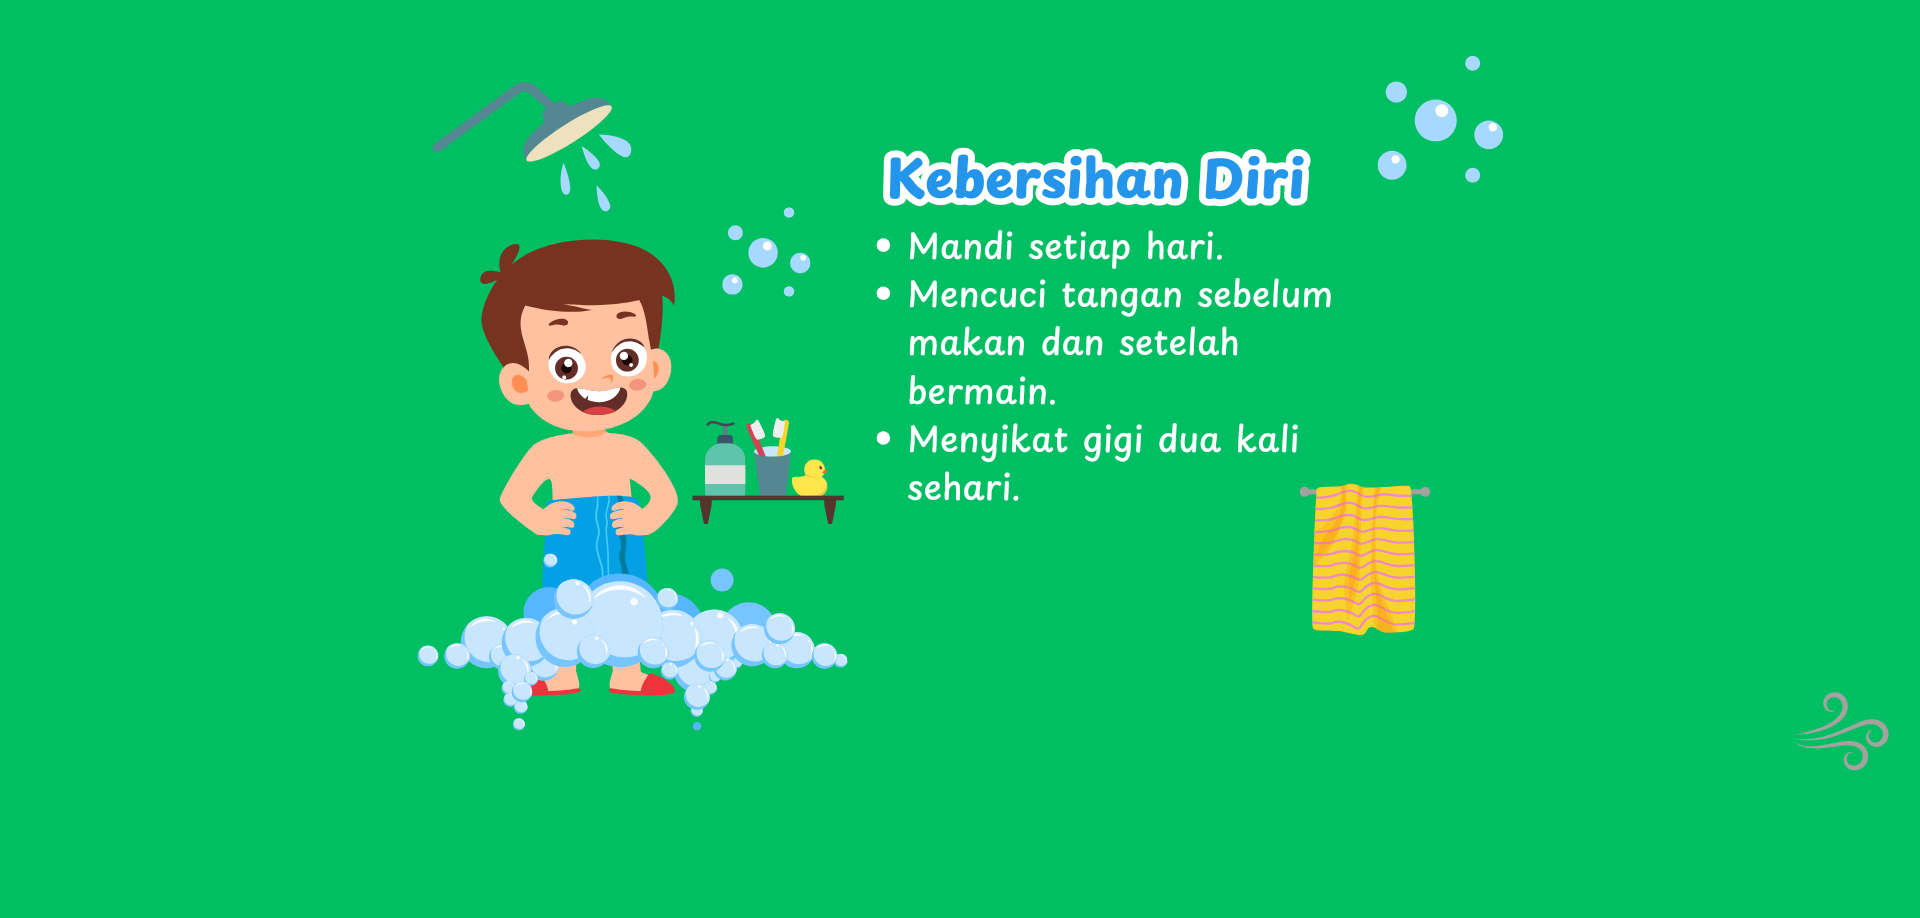 Kebersihan Diri
• Mandi setiap hari.
• Mencuci tangan sebelum
makan dan setelah
bermain.
• Menyikat gigi dua kali
sehari.